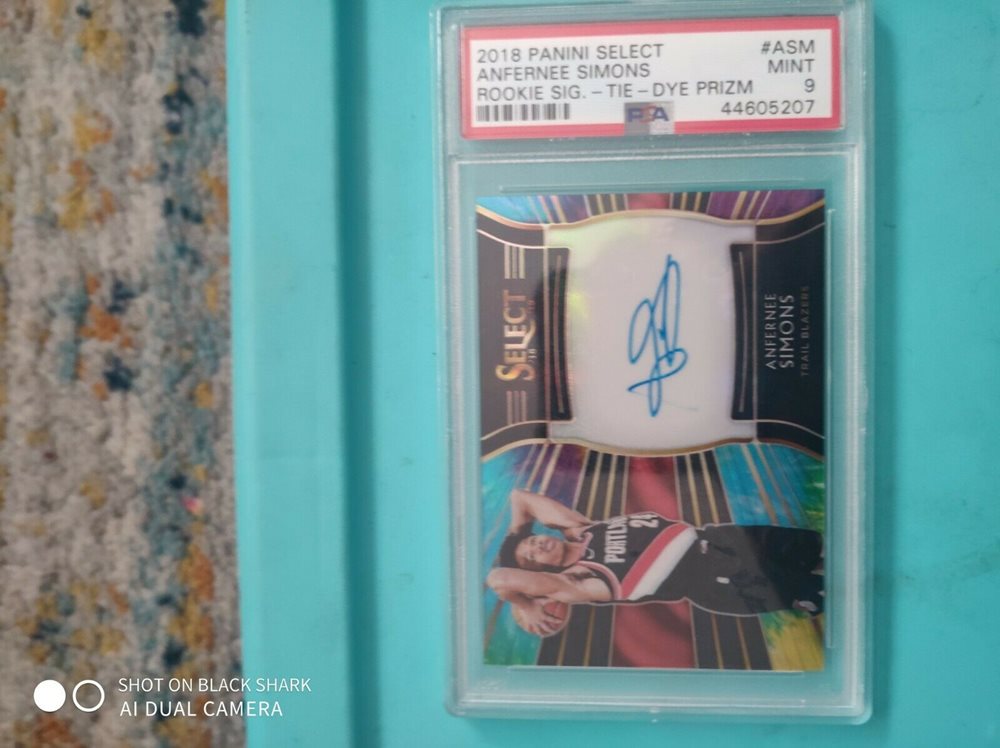 2018 PANINI SELECT #ASM
ANFERNEE SIMONS MINT
ROOKIE SIG. - TIE - DYE PRIZM 9
PSA 44605207
SELECT
ANFERNEE
SIMONS
TRAIL BLAZERS
PORTLAND
SHOT ON BLACK SHARK
AI DUAL CAMERA